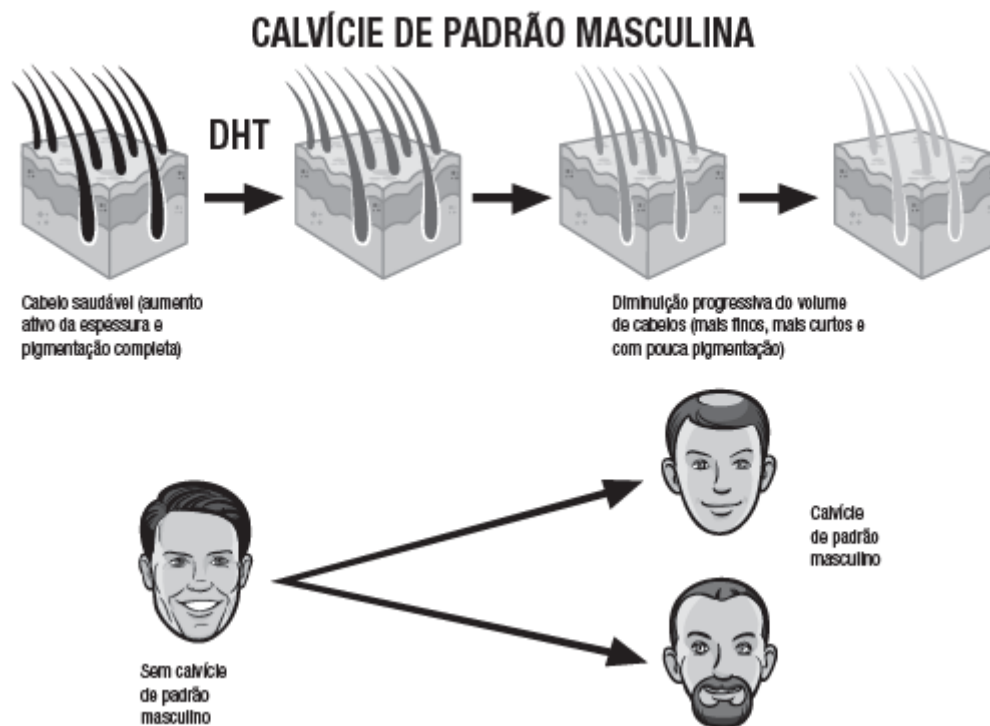 CALVÍCIE DE PADRÃO MASCULINA
DHT
Cabelo saudável (aumento
ativo da espessura e
pigmentação completa)
Diminuição progressiva do volume
de cabelos (mais finos, mais curtos e
com pouca pigmentação)
Calvície
de padrão
masculino
Sem calvície
de padrão
masculino